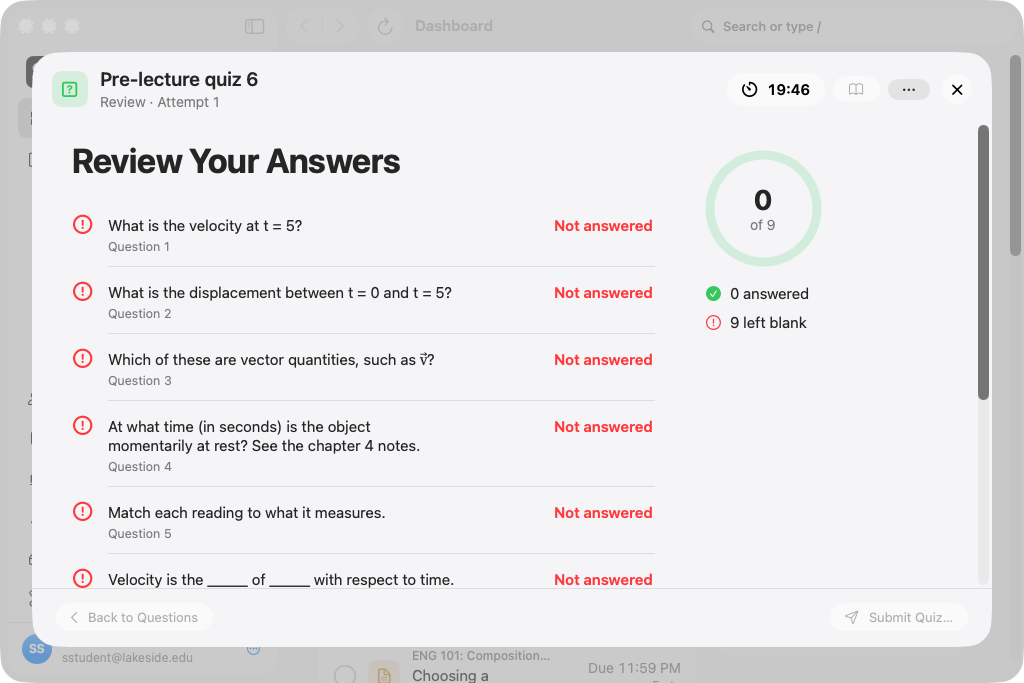 Dashboard
Search or type /
Pre-lecture quiz 6
Review · Attempt 1
19:46
Review Your Answers
What is the velocity at t = 5?
Not answered
Question 1
What is the displacement between t = 0 and t = 5?
Not answered
Question 2
Which of these are vector quantities, such as v⃗?
Not answered
Question 3
At what time (in seconds) is the object
momentarily at rest? See the chapter 4 notes.
Not answered
Question 4
Match each reading to what it measures.
Not answered
Question 5
Velocity is the _____ of _____ with respect to time.
Not answered
0
of 9
0 answered
9 left blank
Back to Questions
Submit Quiz...
SS
sstudent@lakeside.edu
ENG 101: Composition...
Choosing a
Due 11:59 PM